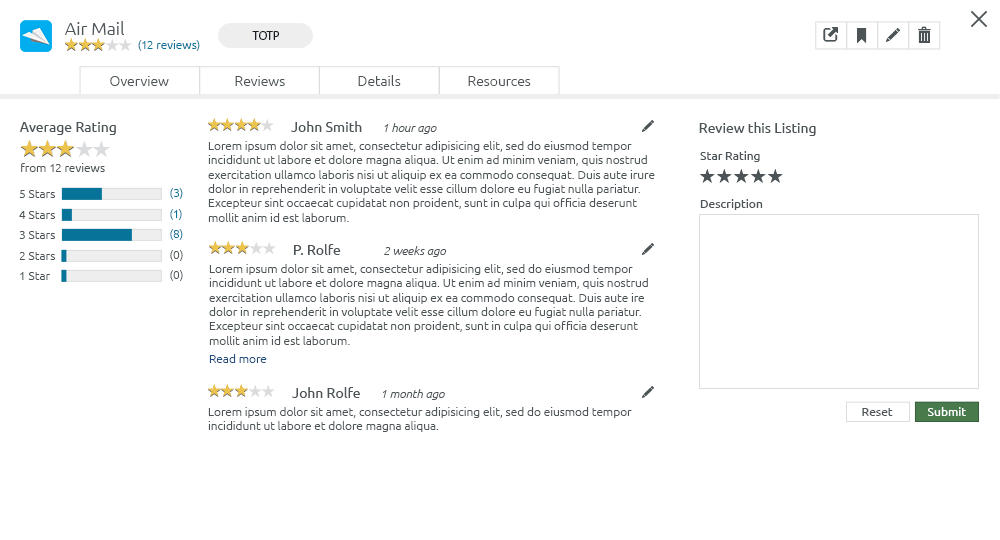 Air Mail
(12 reviews)
TOTP
Overview
Reviews
Details
Resources
Average Rating
from 12 reviews
5 Stars (3)
4 Stars (1)
3 Stars (8)
2 Stars (0)
1 Star (0)
John Smith 1 hour ago
Lorem ipsum dolor sit amet, consectetur adipisicing elit, sed do eiusmod tempor
incididunt ut labore et dolore magna aliqua. Ut enim ad minim veniam, quis nostrud
exercitation ullamco laboris nisi ut aliquip ex ea commodo consequat. Duis aute irure
dolor in reprehenderit in voluptate velit esse cillum dolore eu fugiat nulla pariatur.
Excepteur sint occaecat cupidatat non proident, sunt in culpa qui officia deserunt
mollit anim id est laborum.
P. Rolfe 2 weeks ago
Lorem ipsum dolor sit amet, consectetur adipisicing elit, sed do eiusmod tempor
incididunt ut labore et dolore magna aliqua. Ut enim ad minim veniam, quis nostrud
exercitation ullamco laboris nisi ut aliquip ex ea commodo consequat. Duis aute ire
dolor in reprehenderit in voluptate velit esse cillum dolore eu fugiat nulla pariatur.
Excepteur sint occaecat cupidatat non proident, sunt in culpa qui officia deserunt
mollit anim id est laborum.
Read more
John Rolfe 1 month ago
Lorem ipsum dolor sit amet, consectetur adipisicing elit, sed do eiusmod tempor
incididunt ut labore et dolore magna aliqua.
Review this Listing
Star Rating
Description
Reset
Submit